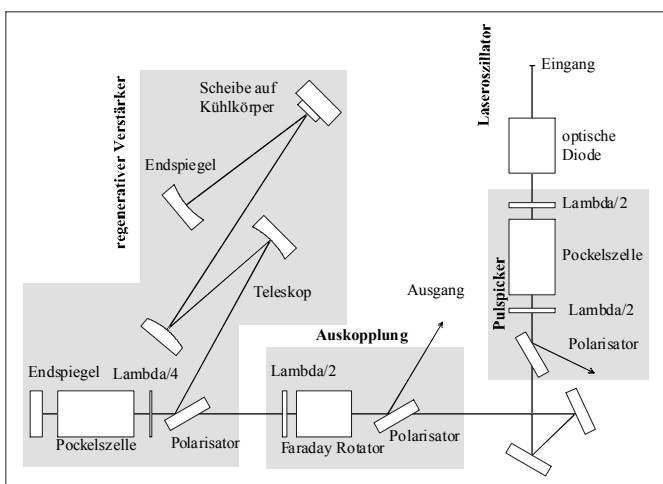 regenerativer Verstärker
Scheibe auf
Kühlkörper
Endspiegel
Teleskop
Endspiegel
Lambda/4
Pockelszelle
Polarisator
Auskopplung
Ausgang
Lambda/2
Faraday Rotator
Polarisator
Laseroszillator
Eingang
optische
Diode
Pulspicker
Lambda/2
Pockelszelle
Lambda/2
Polarisator